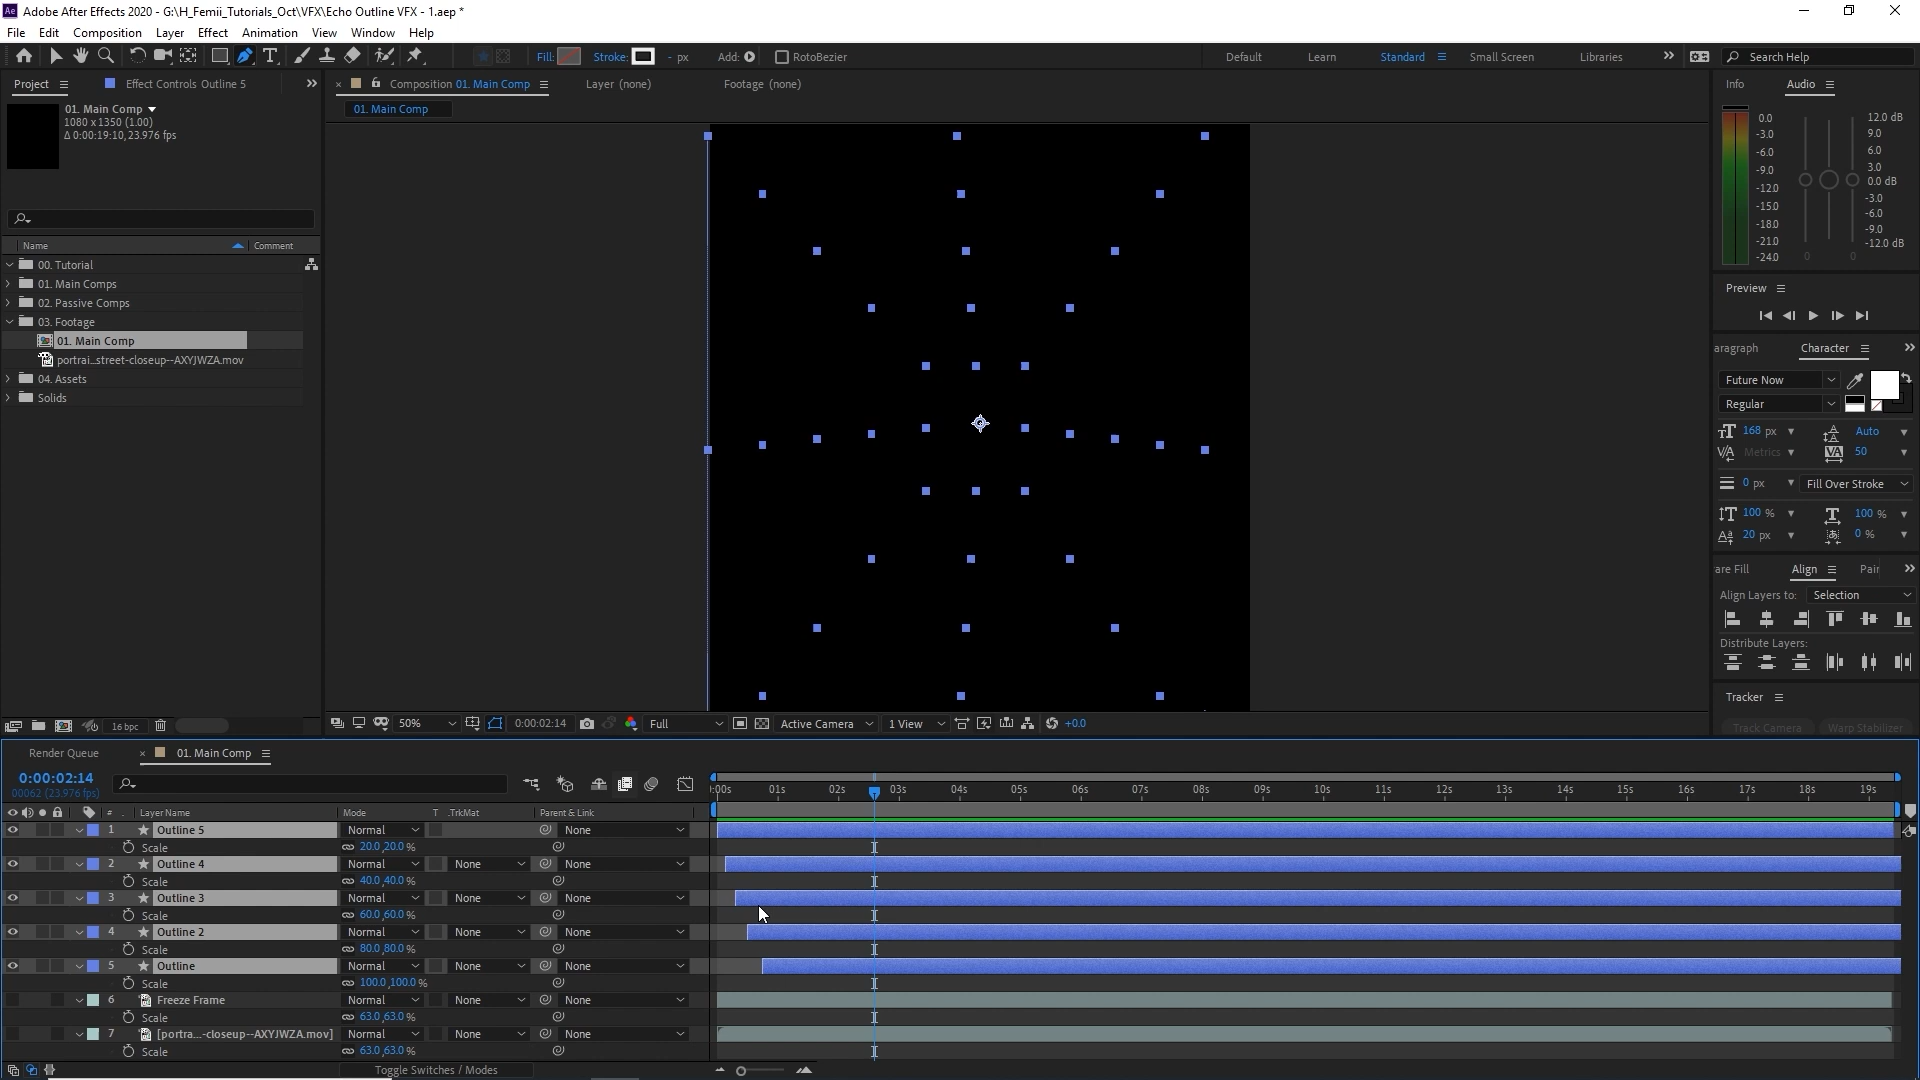 Adobe After Effects 2020 - G:\H_Femii_Tutorials_Oct\VFX\Echo Outline VFX - 1.aep *
File Edit Composition Layer Effect Animation View Window Help
Fill: Stroke: - px Add: RotoBezier Default Learn Standard Small Screen Libraries Search Help
Project Effect Controls Outline 5 Composition 01. Main Comp Layer (none) Footage (none) Info Audio
01. Main Comp
1080 x 1350 (1.00)
Δ 0:00:19:10, 23.976 fps
01. Main Comp
Name Comment
00. Tutorial
01. Main Comps
02. Passive Comps
03. Footage
01. Main Comp
portrai...street-closeup--AXYJWZA.mov
04. Assets
Solids
0.0 12.0 dB
-3.0 9.0
-6.0 6.0
-9.0 3.0
-12.0 0.0 dB
-15.0 -3.0
-18.0 -6.0
-21.0 -9.0
-24.0 -12.0 dB
0 0
Preview
aragraph Character
Future Now
Regular
168 px Auto
Metrics 50
0 px Fill Over Stroke
100 % 100 %
20 px 0 %
are Fill Align Pair
Align Layers to: Selection
Distribute Layers:
Tracker
Track Camera Warp Stabilizer
16 bpc 50% 0:00:02:14 Full Active Camera 1 View +0.0
Render Queue 01. Main Comp
0:00:02:14
00062 (23.976 fps)
:00s 01s 02s 03s 04s 05s 06s 07s 08s 09s 10s 11s 12s 13s 14s 15s 16s 17s 18s 19s
# Layer Name Mode T .TrkMat Parent & Link
1 Outline 5 Normal None
Scale 20.0,20.0 %
2 Outline 4 Normal None None
Scale 40.0,40.0 %
3 Outline 3 Normal None None
Scale 60.0,60.0 %
4 Outline 2 Normal None None
Scale 80.0,80.0 %
5 Outline Normal None None
Scale 100.0,100.0 %
6 Freeze Frame Normal None None
Scale 63.0,63.0 %
7 [portra...-closeup--AXYJWZA.mov] Normal None None
Scale 63.0,63.0 %
Toggle Switches / Modes